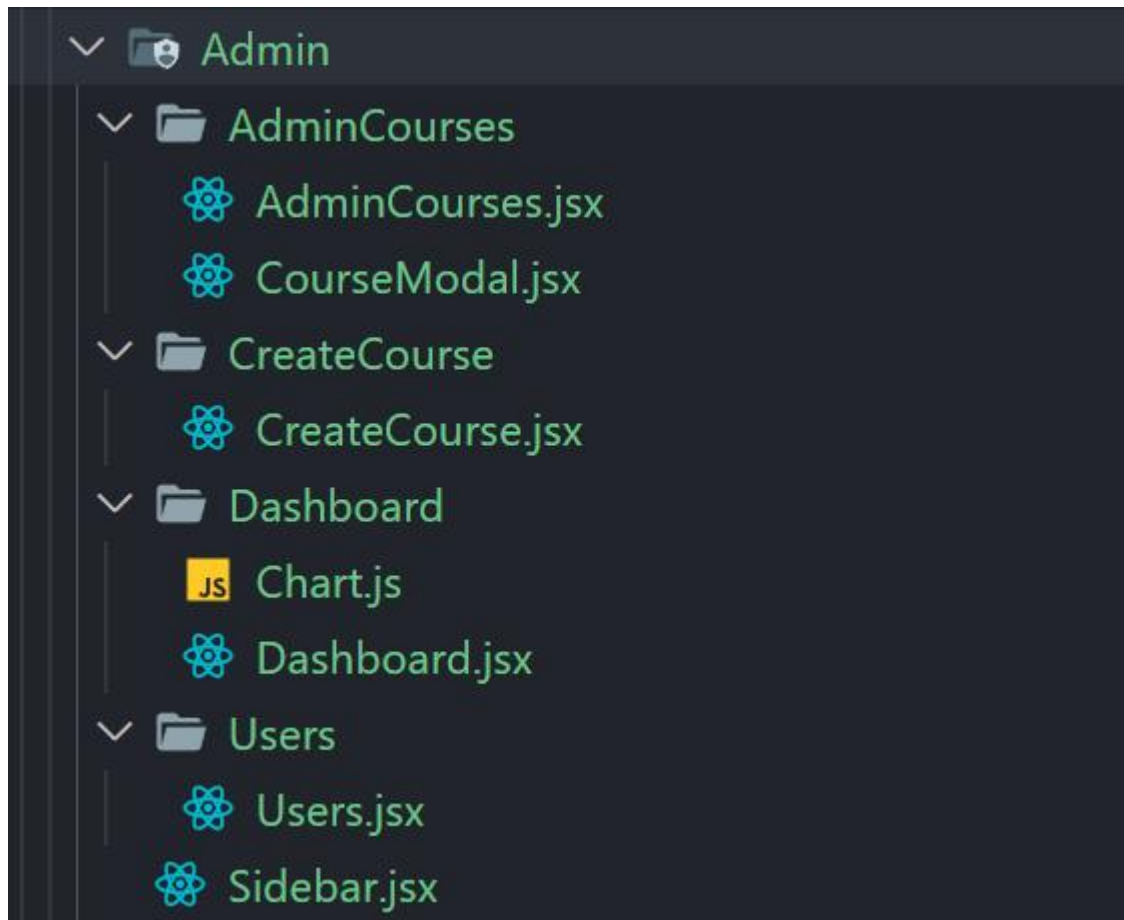 Admin
AdminCourses
AdminCourses.jsx
CourseModal.jsx
CreateCourse
CreateCourse.jsx
Dashboard
JS Chart.js
Dashboard.jsx
Users
Users.jsx
Sidebar.jsx